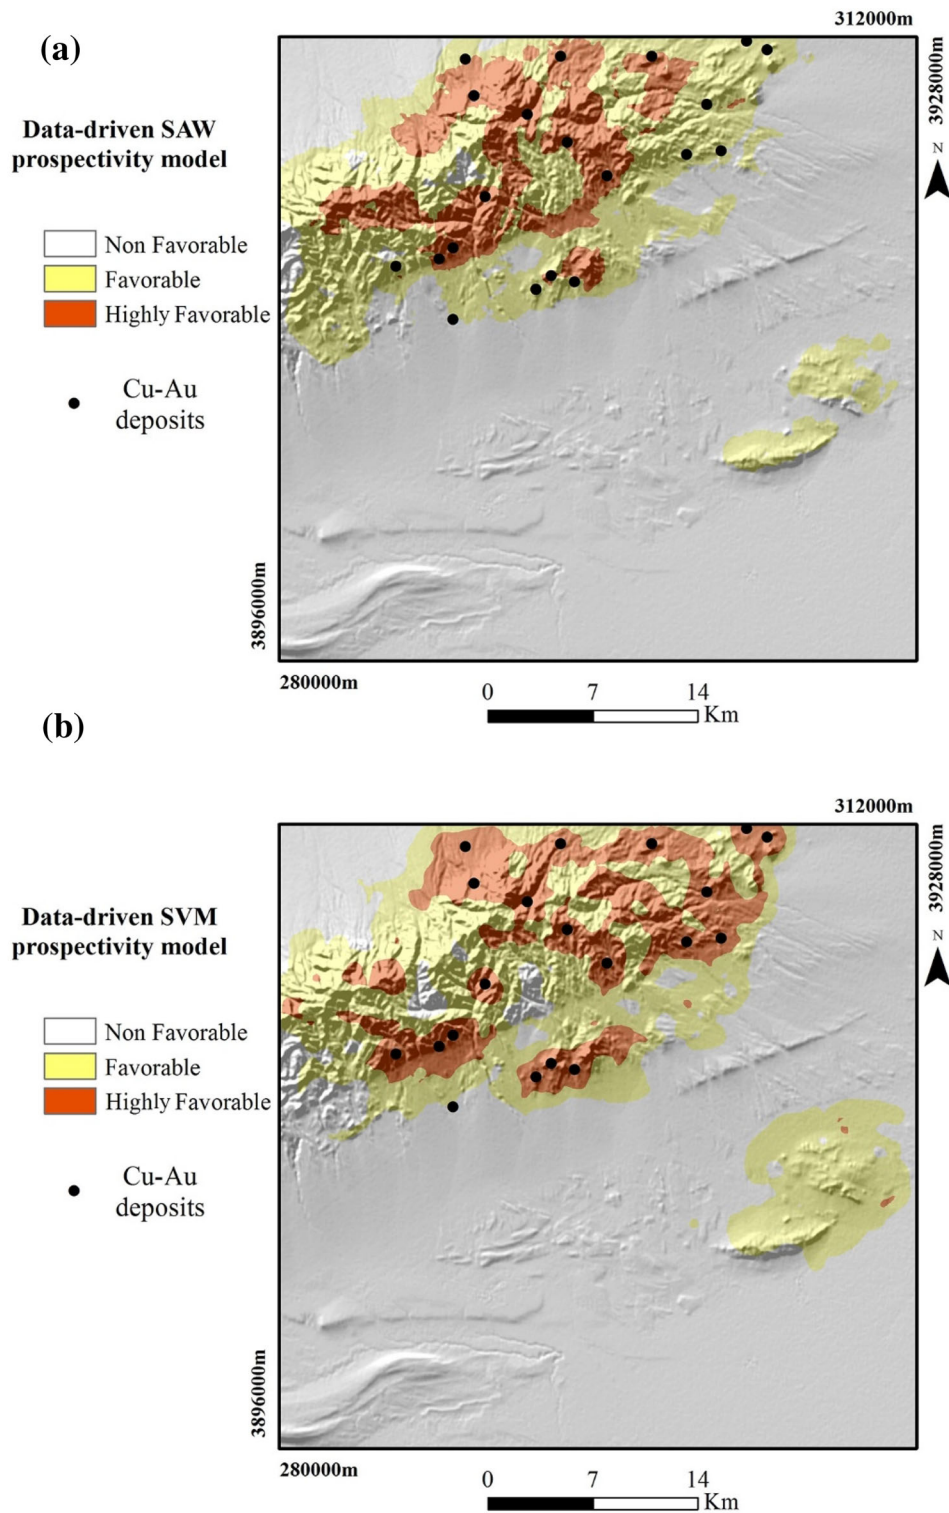 (a)
312000m
3928000m
N
Data-driven SAW
prospectivity model
Non Favorable
Favorable
Highly Favorable
Cu-Au
deposits
3896000m
280000m
0 7 14
Km
(b)
312000m
3928000m
N
Data-driven SVM
prospectivity model
Non Favorable
Favorable
Highly Favorable
Cu-Au
deposits
3896000m
280000m
0 7 14
Km